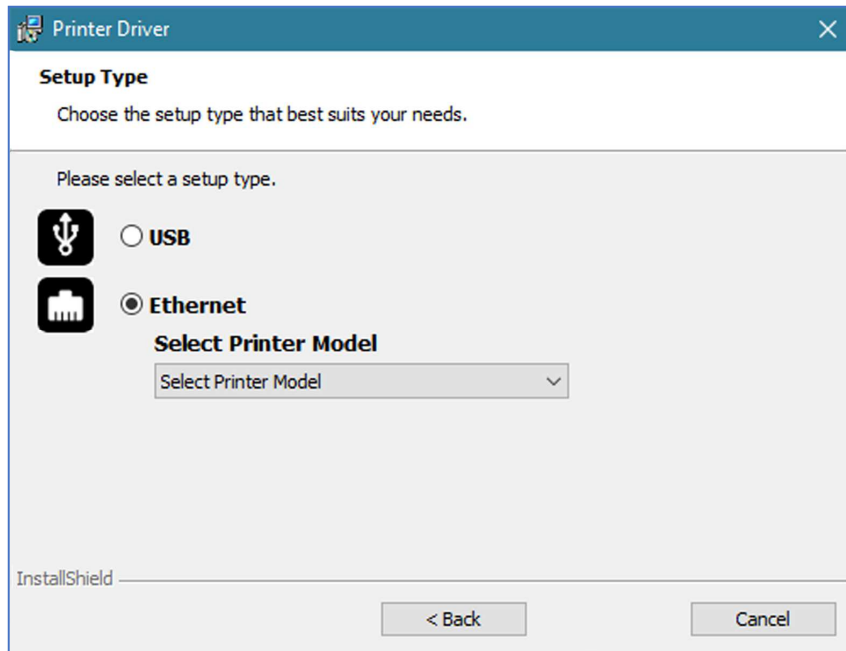 Printer Driver
Setup Type
Choose the setup type that best suits your needs.
Please select a setup type.
USB
Ethernet
Select Printer Model
Select Printer Model
InstallShield
< Back
Cancel